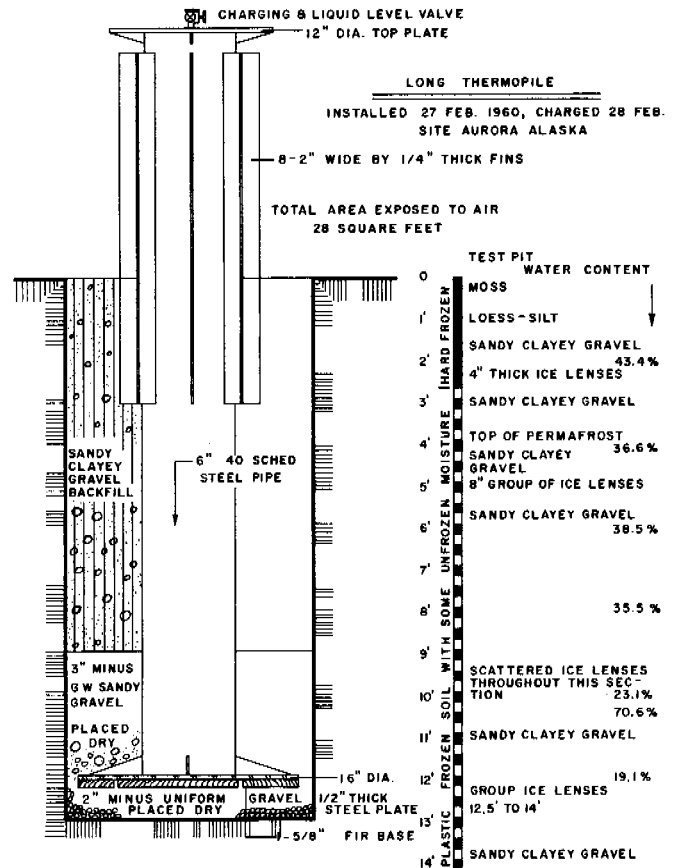 CHARGING & LIQUID LEVEL VALVE
12" DIA. TOP PLATE
LONG THERMOPILE
INSTALLED 27 FEB. 1960, CHARGED 28 FEB.
SITE AURORA ALASKA
8-2" WIDE BY 1/4" THICK FINS
TOTAL AREA EXPOSED TO AIR
28 SQUARE FEET
SANDY
CLAYEY
GRAVEL
BACKFILL
6" 40 SCHED
STEEL PIPE
3" MINUS
GW SANDY
GRAVEL
PLACED
DRY
16" DIA.
2" MINUS UNIFORM GRAVEL
PLACED DRY
1/2" THICK
STEEL PLATE
1-5/8" FIR BASE
0
1'
2'
3'
4'
5'
6'
7'
8'
9'
10'
11'
12'
13'
14'
HARD FROZEN
PLASTIC FROZEN SOIL WITH SOME UNFROZEN MOISTURE
TEST PIT
WATER CONTENT
MOSS
LOESS-SILT
SANDY CLAYEY GRAVEL
43.4%
4" THICK ICE LENSES
SANDY CLAYEY GRAVEL
TOP OF PERMAFROST
36.6%
SANDY CLAYEY
GRAVEL
8" GROUP OF ICE LENSES
SANDY CLAYEY GRAVEL
38.5%
35.5%
SCATTERED ICE LENSES
THROUGHOUT THIS SEC-
TION 23.1%
70.6%
SANDY CLAYEY GRAVEL
19.1%
GROUP ICE LENSES
12.5' TO 14'
SANDY CLAYEY GRAVEL